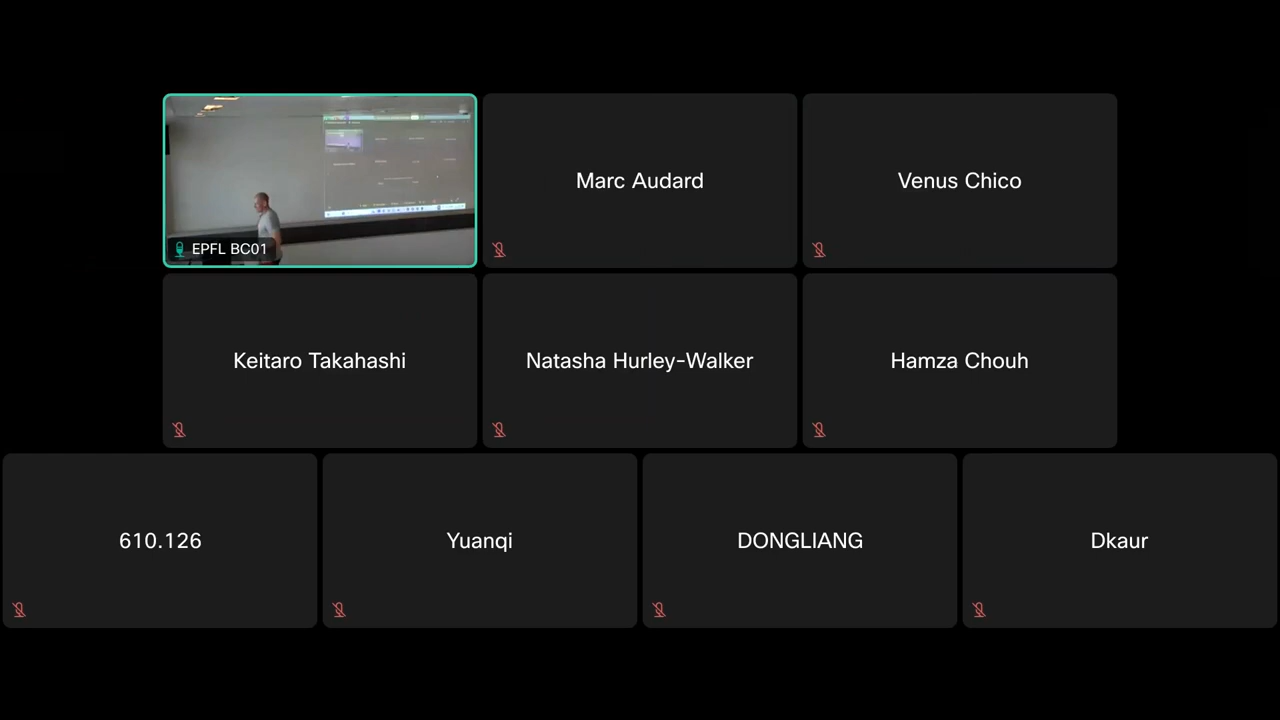 EPFL BC01
Marc Audard
Venus Chico
Keitaro Takahashi
Natasha Hurley-Walker
Hamza Chouh
610.126
Yuanqi
DONGLIANG
Dkaur